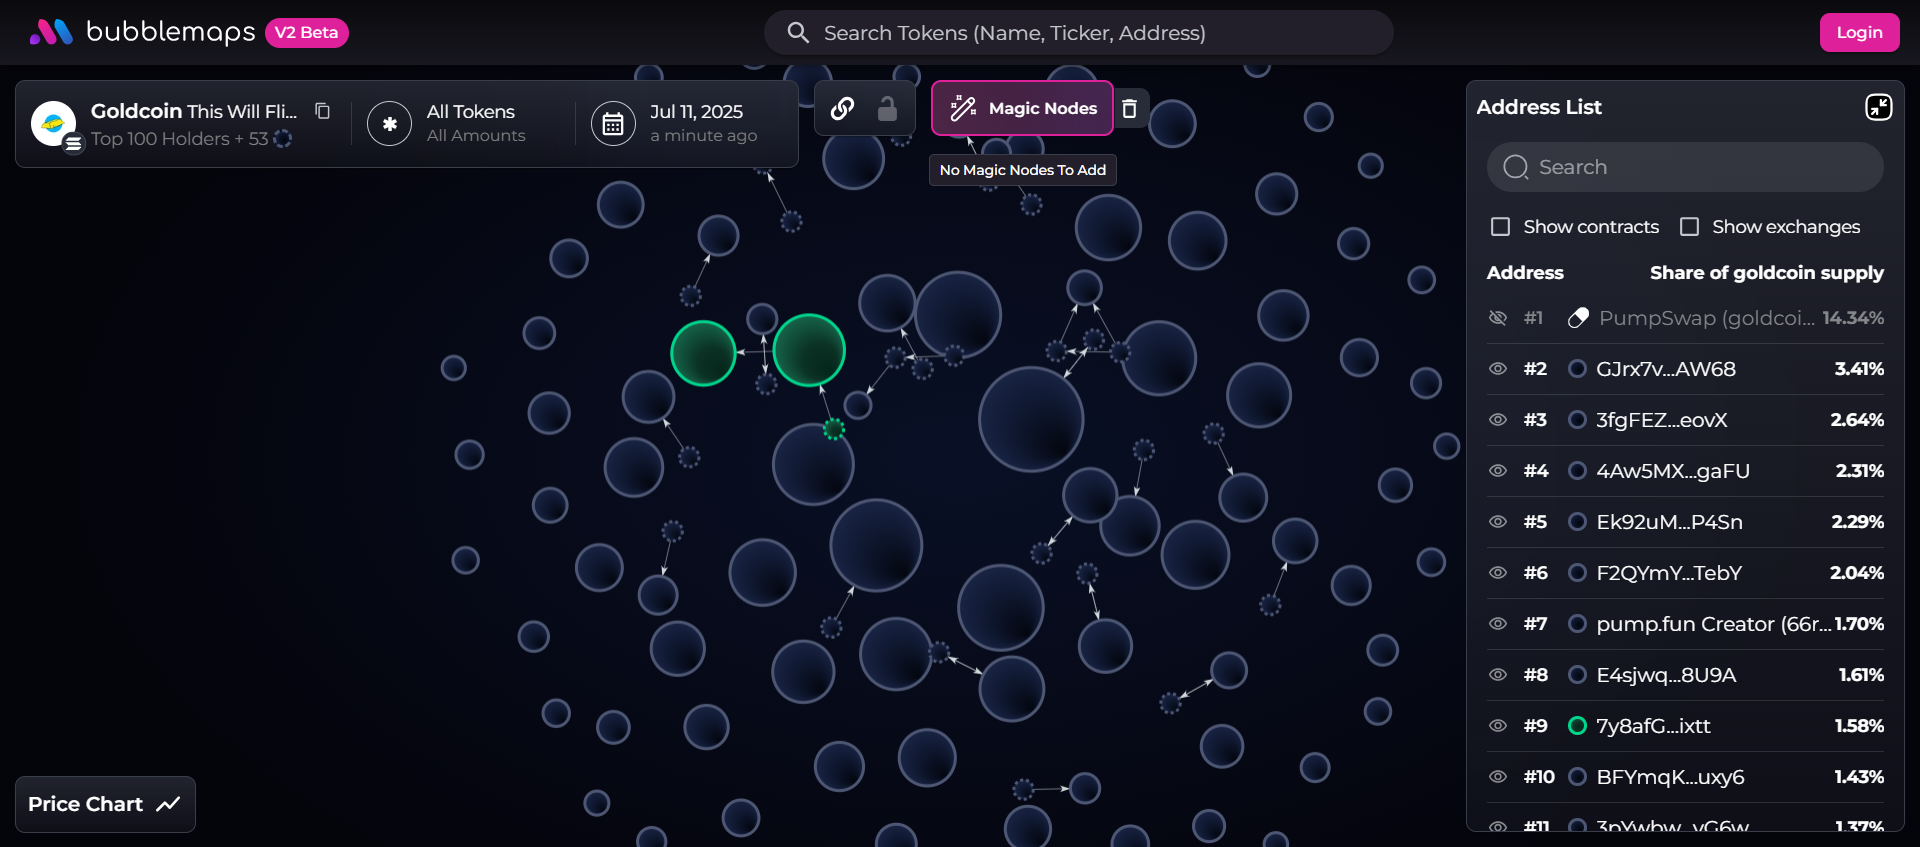 bubblemaps V2 Beta
Search Tokens (Name, Ticker, Address)
Login
Goldcoin This Will Fli...
Top 100 Holders + 53
All Tokens
All Amounts
Jul 11, 2025
a minute ago
Magic Nodes
No Magic Nodes To Add
Address List
Search
Show contracts Show exchanges
Address Share of goldcoin supply
#1 PumpSwap (goldcoi... 14.34%
#2 GJrx7v...AW68 3.41%
#3 3fgFEZ...eovX 2.64%
#4 4Aw5MX...gaFU 2.31%
#5 Ek92uM...P4Sn 2.29%
#6 F2QYmY...TebY 2.04%
#7 pump.fun Creator (66r... 1.70%
#8 E4sjwq...8U9A 1.61%
#9 7y8afG...ixtt 1.58%
#10 BFYmqK...uxy6 1.43%
#11 3pYwbw...vG6w 1.37%
Price Chart